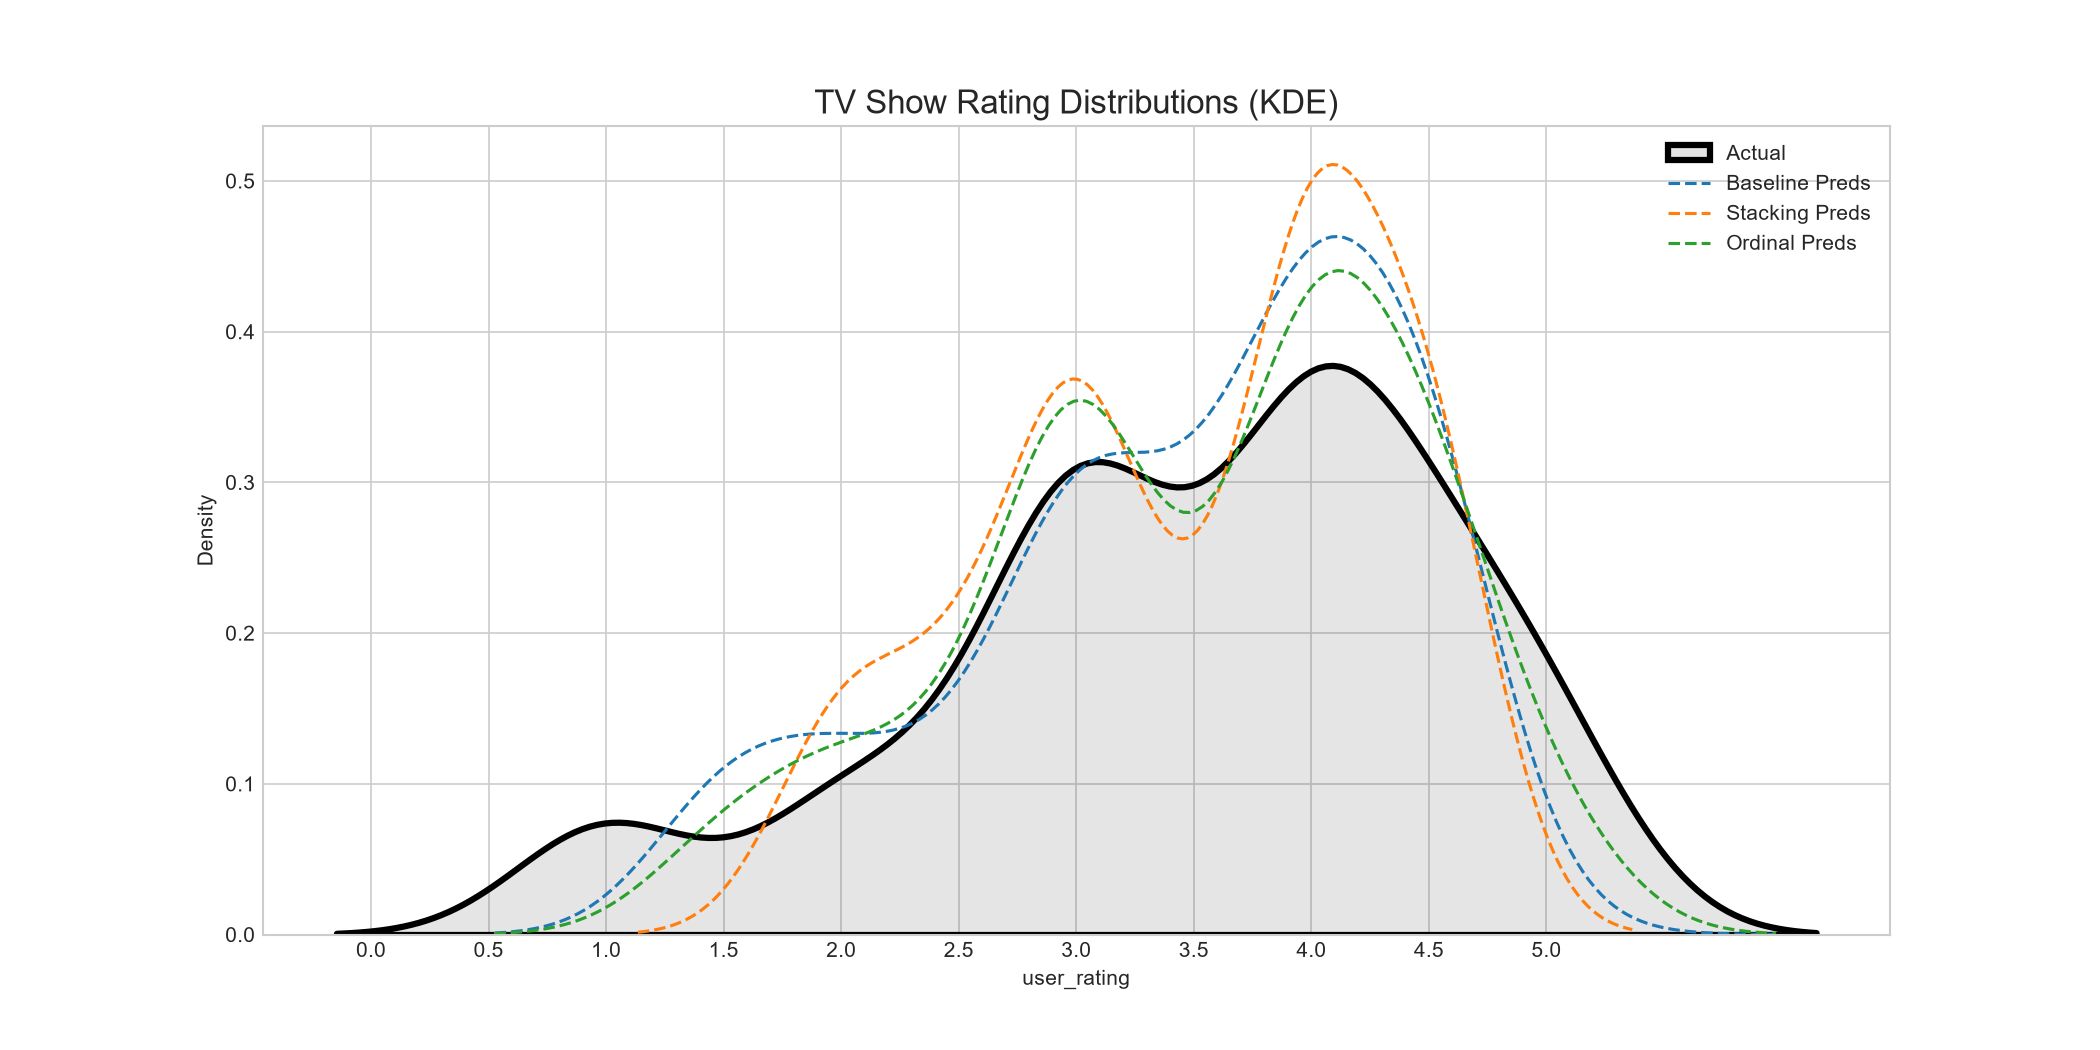 TV Show Rating Distributions (KDE)
Actual
Baseline Preds
Stacking Preds
Ordinal Preds
0.5
0.4
0.3
0.2
0.1
0.0
Density
0.0 0.5 1.0 1.5 2.0 2.5 3.0 3.5 4.0 4.5 5.0
user_rating